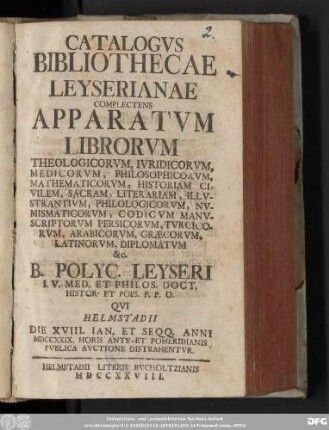 2.
CATALOGVS
BIBLIOTHECAE
LEYSERIANAE
COMPLECTENS
APPARATVM
LIBRORVM
THEOLOGICORVM, IVRIDICORVM,
MEDICORVM, PHILOSOPHICORVM,
MATHEMATICORVM, HISTORIAM CI-
VILEM, SACRAM, LITERARIAM, ILLV-
STRANTIVM, PHILOLOGICORVM, NV-
MISMATICORVM, CODICVM MANV-
SCRIPTORVM PERSICORVM, TVRCICO-
RVM, ARABICORVM, GRÆCORVM,
LATINORVM, DIPLOMATVM
&c.
B. POLYC. LEYSERI
I. V. MED. ET PHILOS. DOCT.
HISTOR. ET POES. P. P. O.
QVI
HELMSTADII
DIE XVIII. IAN. ET SEQQ. ANNI
MDCCXXIX. HORIS ANTE-ET POMERIDIANIS
PVBLICA AVCTIONE DISTRAHENTVR.
HELMSTADII LITERIS BVCHOLTZIANIS
MDCCXXVIII.